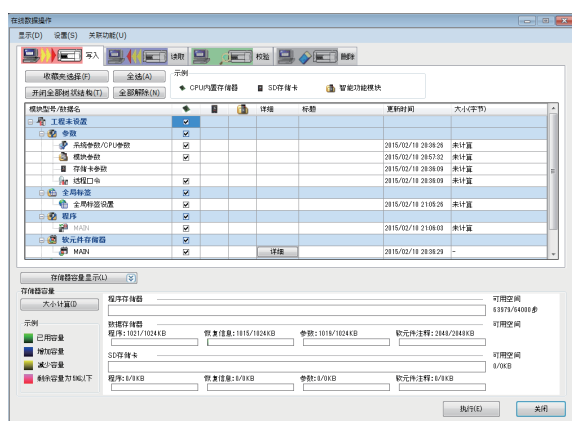 在线数据操作
显示(D) 设置(S) 关联功能(U)
写入 读取 校验 删除
收藏夹选择(F) 全选(A) 示例
开闭全部树状结构(T) 全部解除(N) CPU内置存储器 SD存储卡 智能功能模块
模块型号/数据名 详细 标题 更新时间 大小(字节)
工程未设置
参数
系统参数/CPU参数 2015/02/10 20:36:26 未计算
模块参数 2015/02/10 20:57:32 未计算
存储卡参数 2015/02/10 20:36:09 未计算
远程口令 2015/02/10 20:36:09 未计算
全局标签
全局标签设置 2015/02/10 21:05:26 未计算
程序
MAIN 2015/02/10 21:06:03 未计算
软元件存储器
MAIN 详细 2015/02/10 20:36:29 -
存储器容量显示(L)
存储器容量
大小计算(I) 程序存储器 可用空间
63979/64000步
示例 数据存储器 可用空间
已用容量 程序:1021/1024KB 恢复信息:1015/1024KB 参数:1019/1024KB 软元件注释:2048/2048KB
增加容量
减少容量 SD存储卡 可用空间
0/0KB
剩余容量为5%以下 程序:0/0KB 恢复信息:0/0KB 参数:0/0KB 软元件注释:0/0KB
执行(E) 关闭